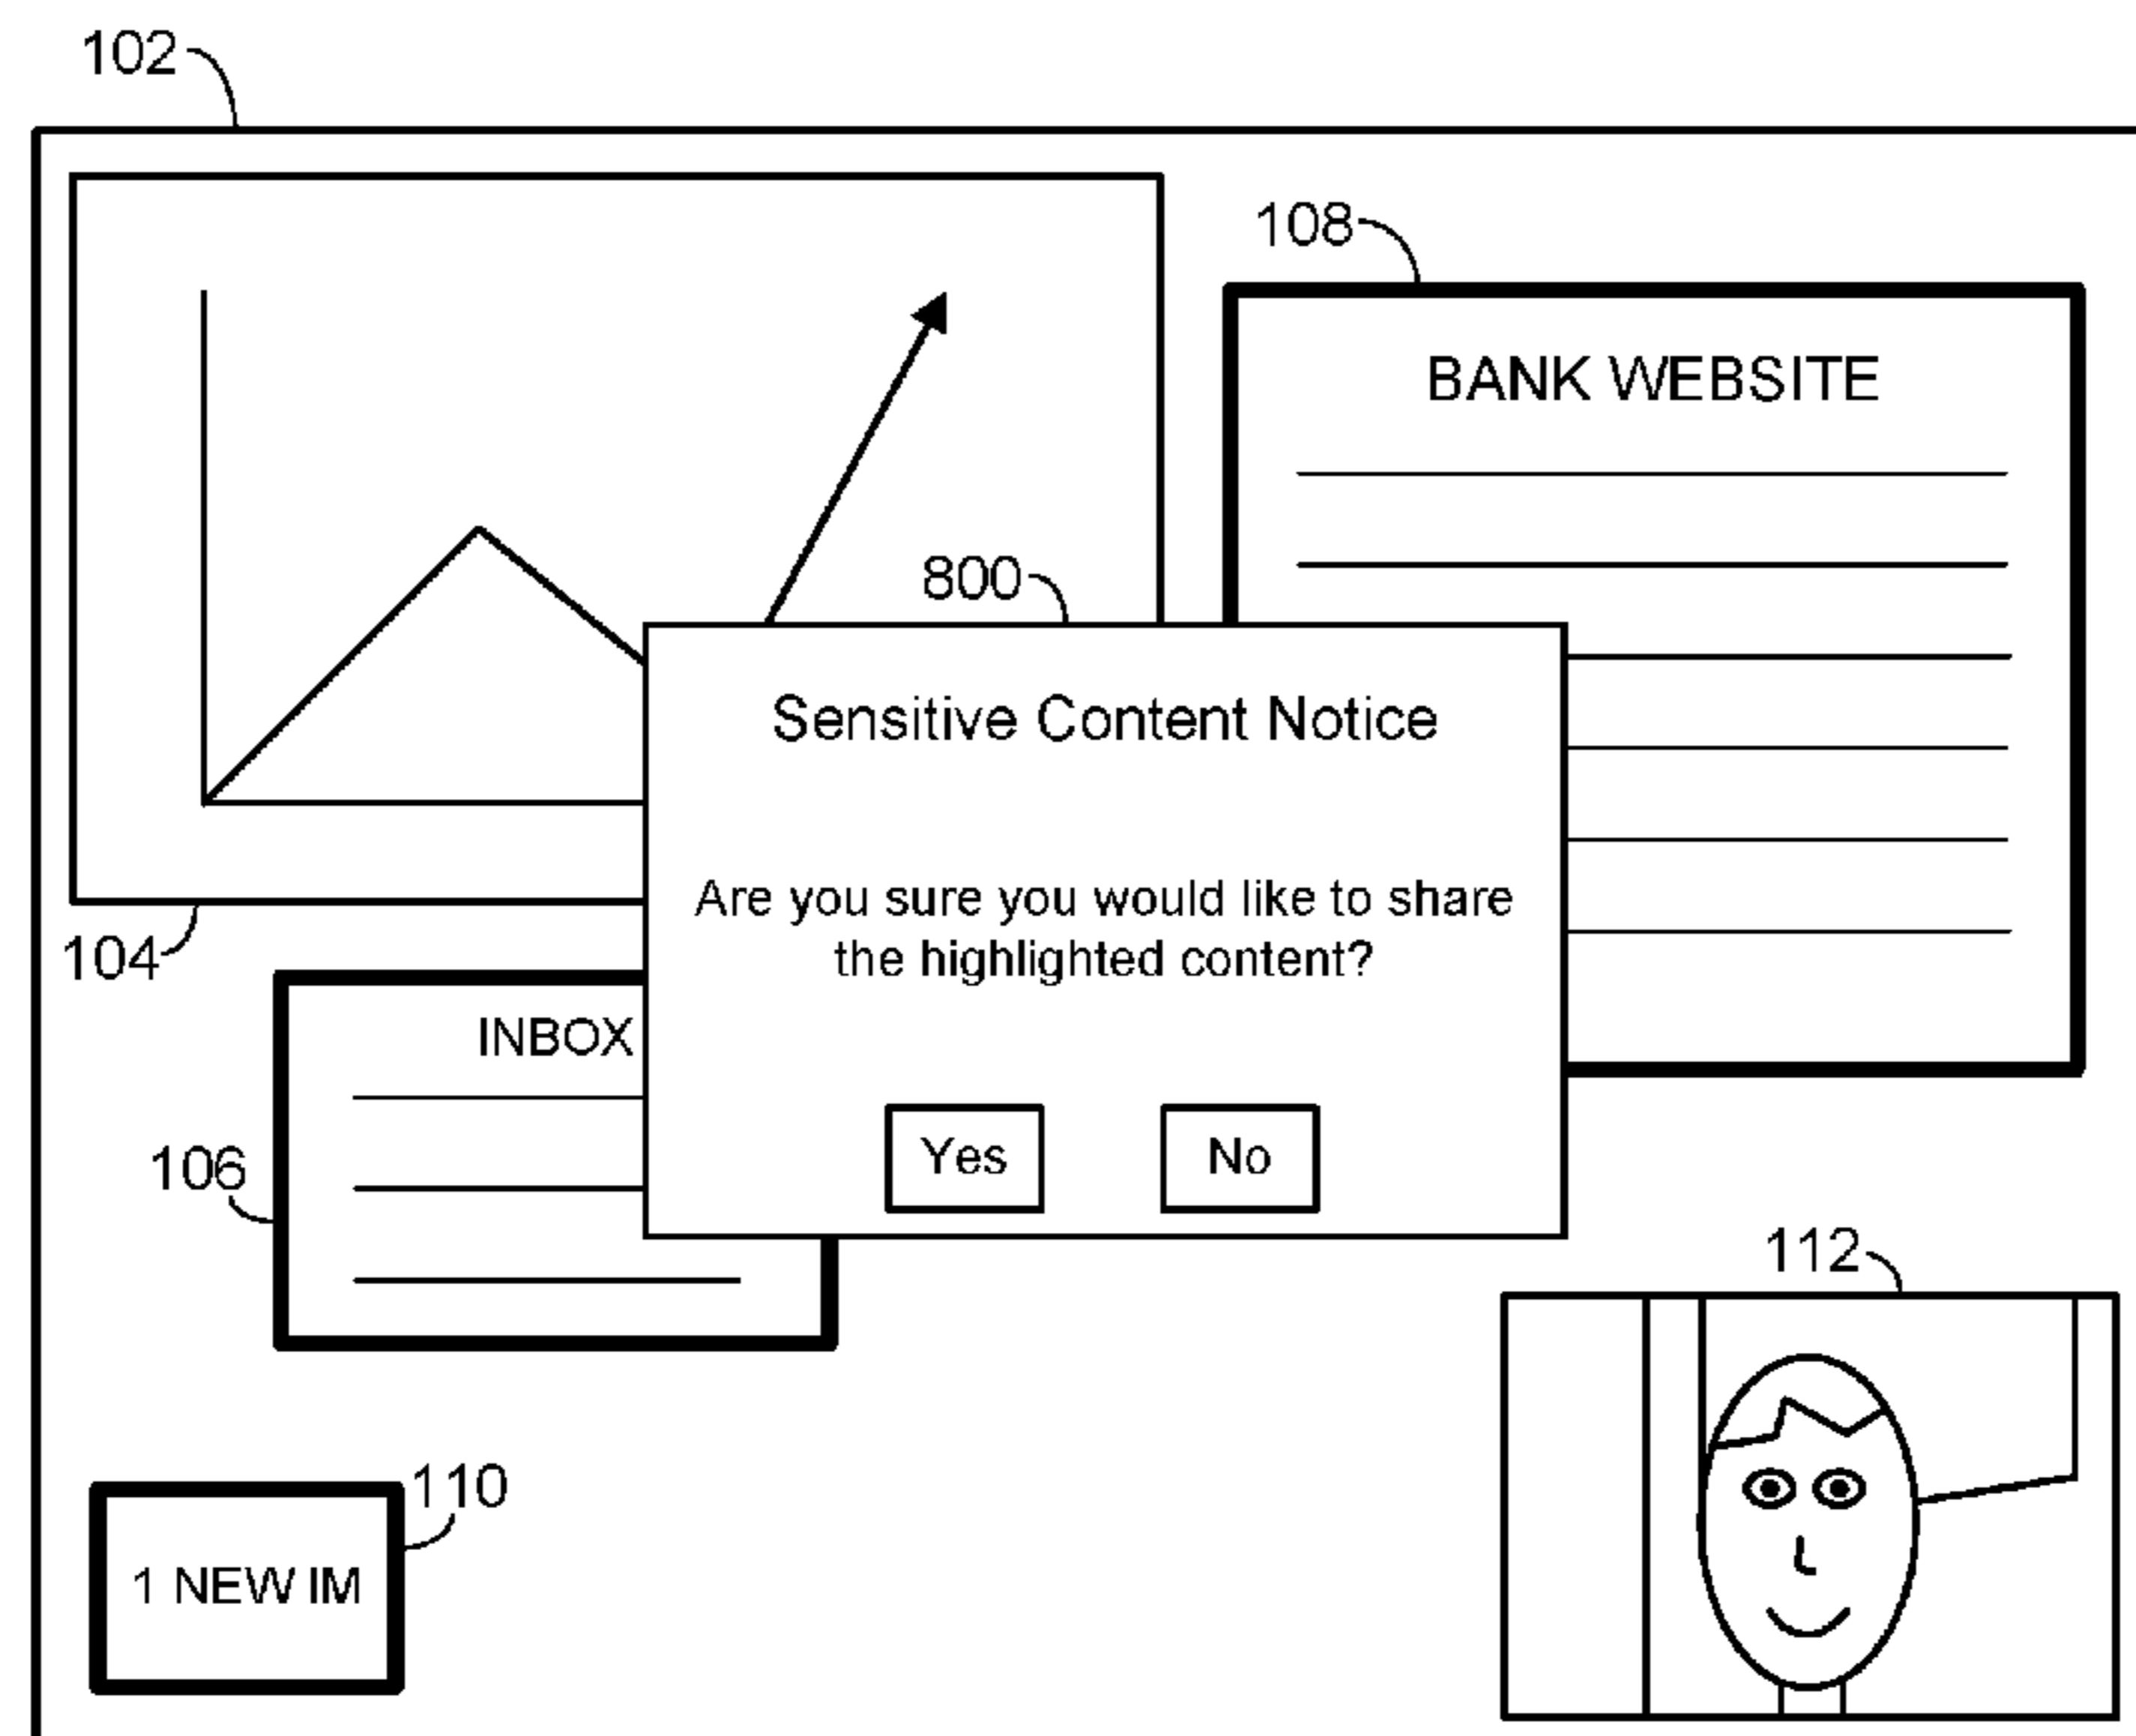 102
108
BANK WEBSITE
800
Sensitive Content Notice
Are you sure you would like to share
the highlighted content?
Yes
No
104
INBOX
106
112
110
1 NEW IM